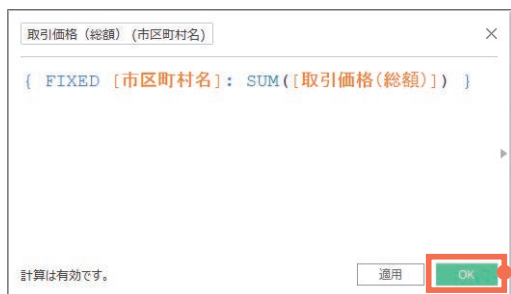 取引価格（総額）（市区町村名）
{ FIXED [市区町村名]: SUM([取引価格(総額)]) }
計算は有効です。
適用
OK